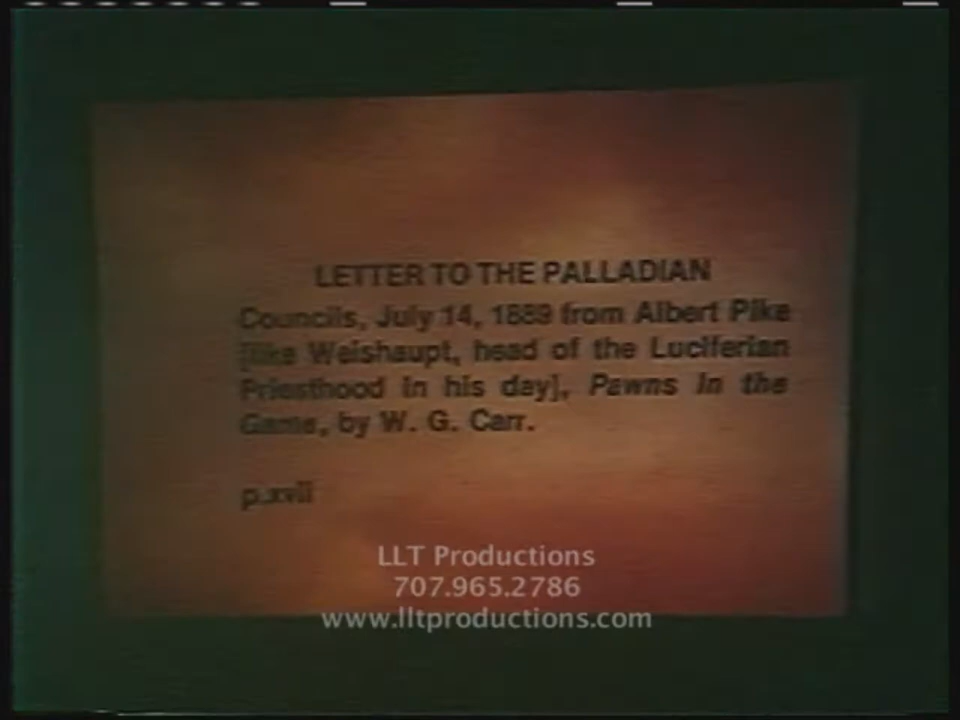 LETTER TO THE PALLADIAN
Councils, July 14, 1889 from Albert Pike
[like Weishaupt, head of the Luciferian
Priesthood in his day], Pawns in the
Game, by W. G. Carr.
p.xvii
LLT Productions
707.965.2786
www.lltproductions.com